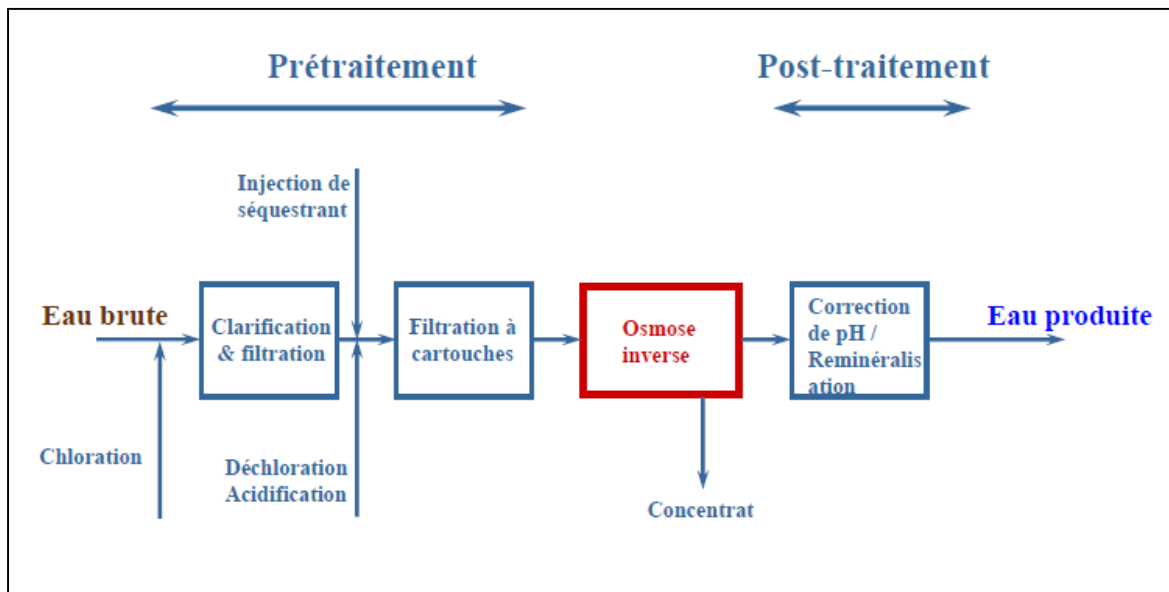 Prétraitement
Post-traitement
Injection de
séquestrant
Eau brute
Clarification
& filtration
Filtration à
cartouches
Osmose
inverse
Correction
de pH /
Reminéralis
ation
Eau produite
Chloration
Déchloration
Acidification
Concentrat